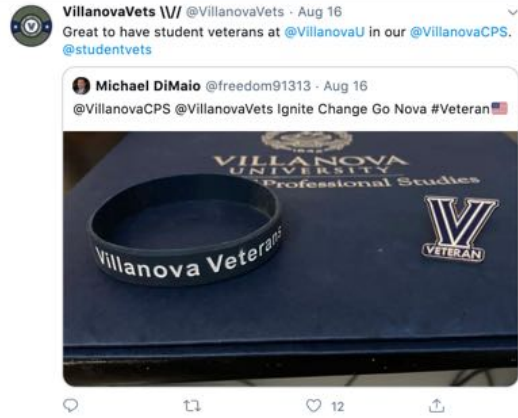 VillanovaVets \\// @VillanovaVets · Aug 16
Great to have student veterans at @VillanovaU in our @VillanovaCPS.
@studentvets
Michael DiMaio @freedom91313 · Aug 16
@VillanovaCPS @VillanovaVets Ignite Change Go Nova #Veteran🇺🇸
VILLANOVA
UNIVERSITY
Professional Studies
Villanova Veterans
V
VETERAN
12